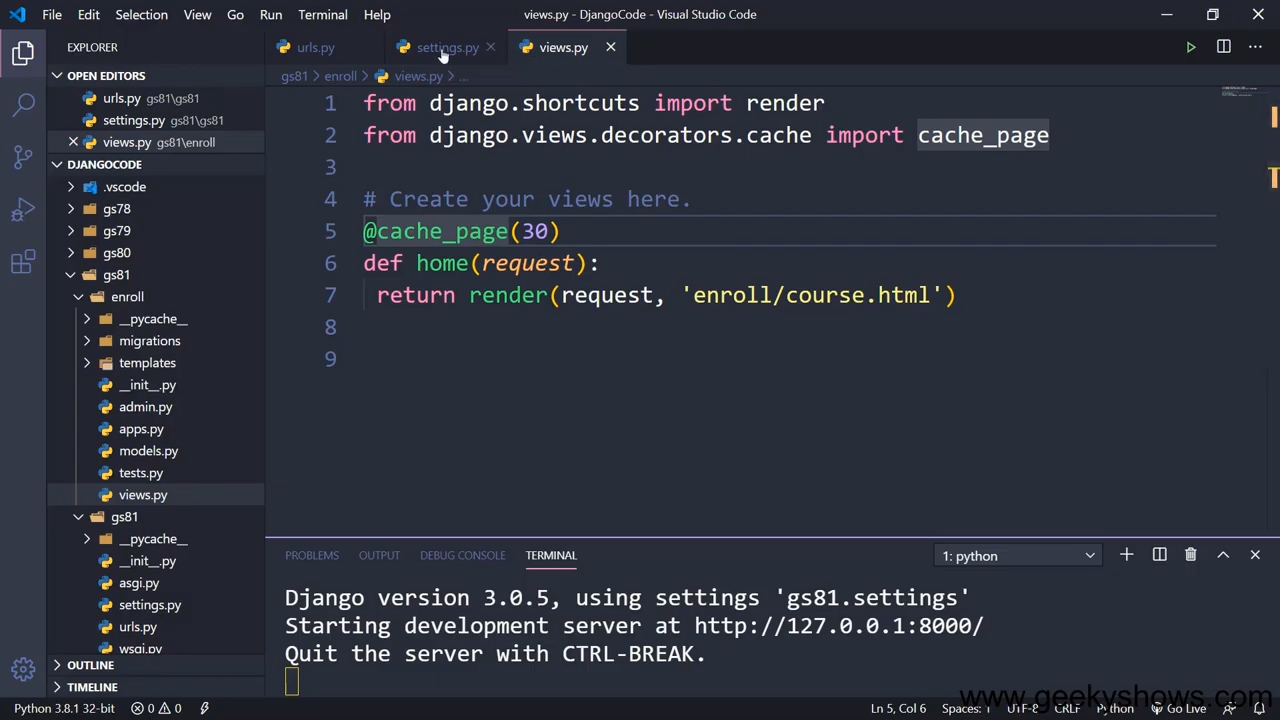 File Edit Selection View Go Run Terminal Help views.py - DjangoCode - Visual Studio Code
EXPLORER
OPEN EDITORS
urls.py gs81\gs81
settings.py gs81\gs81
views.py gs81\enroll
DJANGOCODE
.vscode
gs78
gs79
gs80
gs81
enroll
__pycache__
migrations
templates
__init__.py
admin.py
apps.py
models.py
tests.py
views.py
gs81
__pycache__
__init__.py
asgi.py
settings.py
urls.py
wsgi.py
OUTLINE
TIMELINE
urls.py settings.py views.py
gs81 > enroll > views.py > ...
1 from django.shortcuts import render
2 from django.views.decorators.cache import cache_page
3
4 # Create your views here.
5 @cache_page(30)
6 def home(request):
7 return render(request, 'enroll/course.html')
8
9
PROBLEMS OUTPUT DEBUG CONSOLE TERMINAL 1: python
Django version 3.0.5, using settings 'gs81.settings'
Starting development server at http://127.0.0.1:8000/
Quit the server with CTRL-BREAK.
www.geekyshows.com
Python 3.8.1 32-bit 0 0 Ln 5, Col 6 Spaces: 1 UTF-8 CRLF Python Go Live